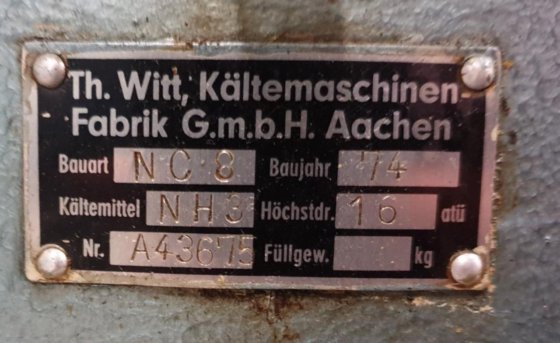 Th. Witt, Kältemaschinen-
Fabrik G.m.b.H. Aachen
Bauart NC 8 Baujahr '74
Kältemittel NH3 Höchstdr. 16 atü
Nr. A43675 Füllgew. kg